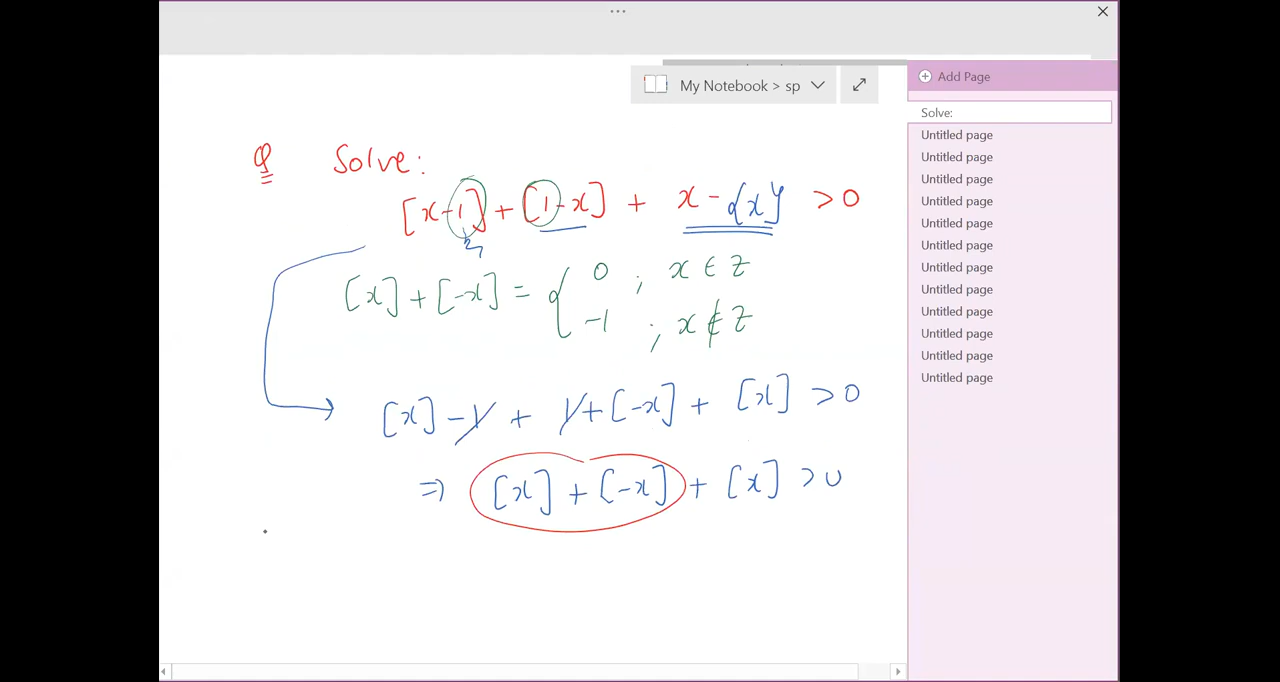 ...
My Notebook > sp
Add Page
Solve:
Untitled page
Untitled page
Untitled page
Untitled page
Untitled page
Untitled page
Untitled page
Untitled page
Untitled page
Untitled page
Untitled page
Untitled page
Q Solve:
[x-1] + [1-x] + x - {x} > 0
[x] + [-x] = { 0 ; x ∈ Z
-1 ; x ∉ Z
[x] - 1 + 1 + [-x] + [x] > 0
⇒ [x] + [-x] + [x] > 0